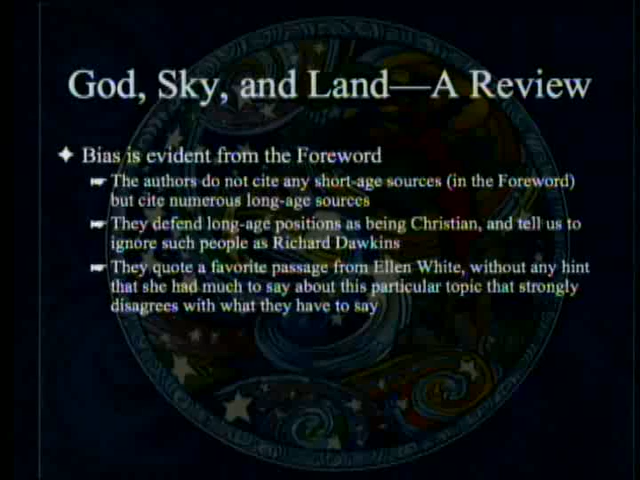 God, Sky, and Land—A Review
Bias is evident from the Foreword
The authors do not cite any short-age sources (in the Foreword)
but cite numerous long-age sources
They defend long-age positions as being Christian, and tell us to
ignore such people as Richard Dawkins
They quote a favorite passage from Ellen White, without any hint
that she had much to say about this particular topic that strongly
disagrees with what they have to say